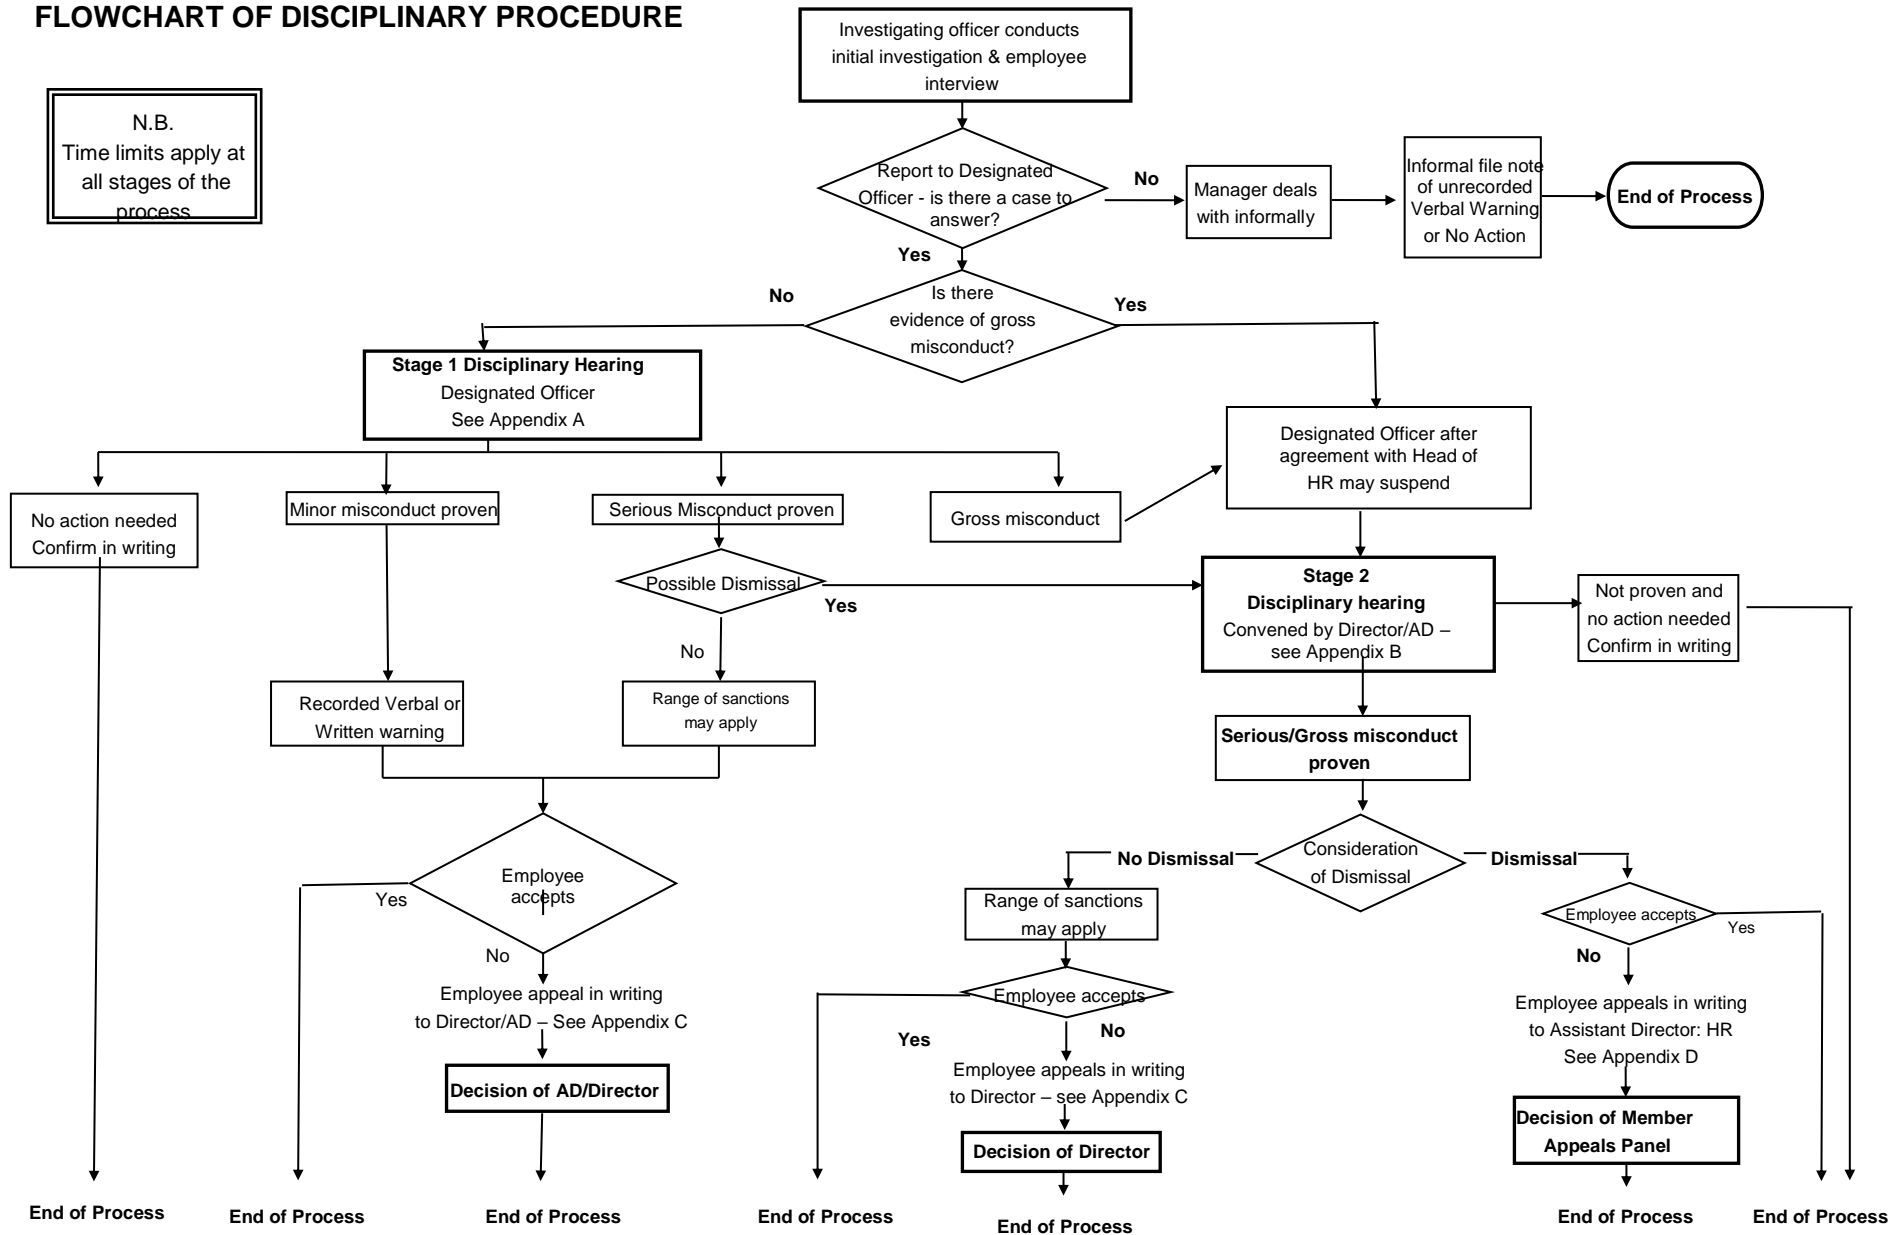 FLOWCHART OF DISCIPLINARY PROCEDURE
N.B.
Time limits apply at
all stages of the
process
Investigating officer conducts
initial investigation & employee
interview
Report to Designated
Officer - is there a case to
answer?
No
Manager deals
with informally
Informal file note
of unrecorded
Verbal Warning
or No Action
End of Process
Yes
Is there
evidence of gross
misconduct?
No
Yes
Stage 1 Disciplinary Hearing
Designated Officer
See Appendix A
Designated Officer after
agreement with Head of
HR may suspend
No action needed
Confirm in writing
Minor misconduct proven
Serious Misconduct proven
Gross misconduct
Possible Dismissal
Yes
No
Stage 2
Disciplinary hearing
Convened by Director/AD –
see Appendix B
Not proven and
no action needed
Confirm in writing
Recorded Verbal or
Written warning
Range of sanctions
may apply
Serious/Gross misconduct
proven
Consideration
of Dismissal
No Dismissal
Dismissal
Employee
accepts
Yes
No
Range of sanctions
may apply
Employee accepts
Yes
No
Employee accepts
Yes
No
Employee appeal in writing
to Director/AD – See Appendix C
Decision of AD/Director
Employee appeals in writing
to Director – see Appendix C
Decision of Director
Employee appeals in writing
to Assistant Director: HR
See Appendix D
Decision of Member
Appeals Panel
End of Process
End of Process
End of Process
End of Process
End of Process
End of Process
End of Process